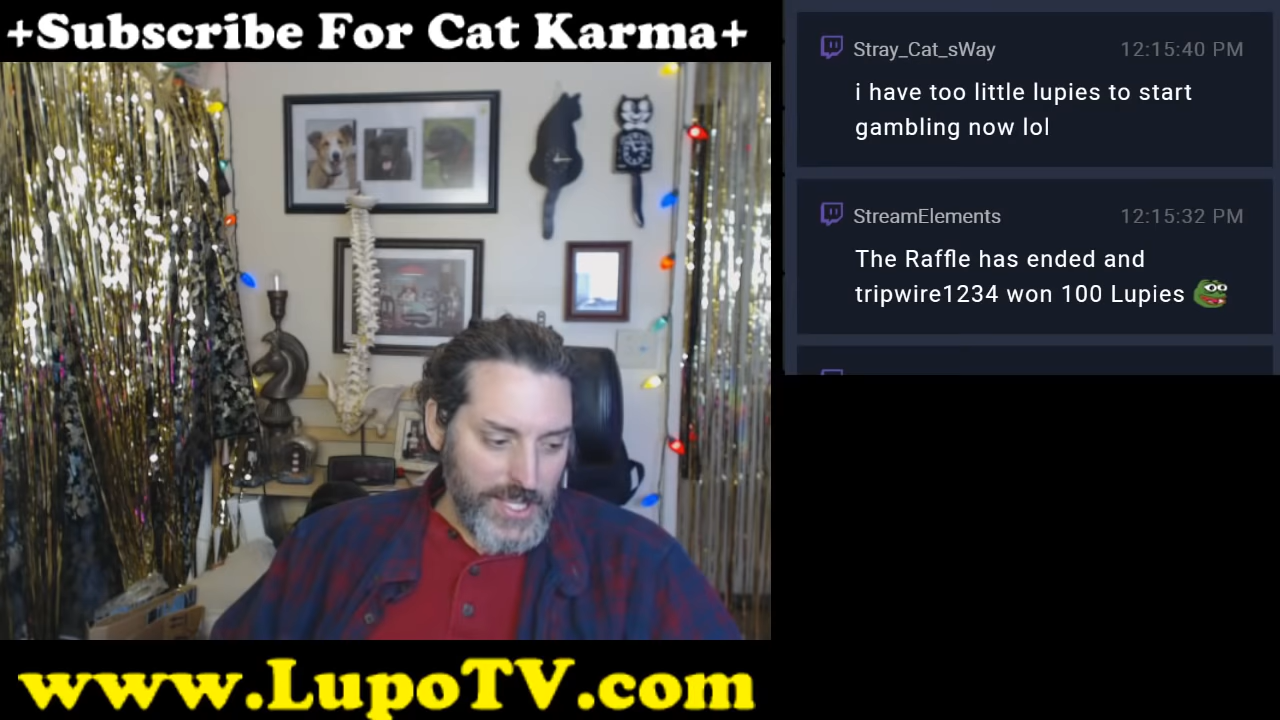 +Subscribe For Cat Karma+
Stray_Cat_sWay 12:15:40 PM
i have too little lupies to start
gambling now lol
StreamElements 12:15:32 PM
The Raffle has ended and
tripwire1234 won 100 Lupies
www.LupoTV.com